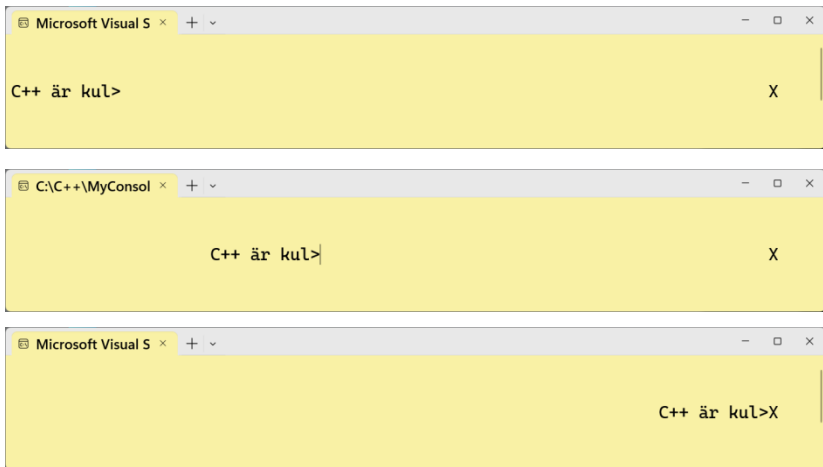 Microsoft Visual S
C++ är kul> X
C:\C++\MyConsol
C++ är kul> X
Microsoft Visual S
C++ är kul>X